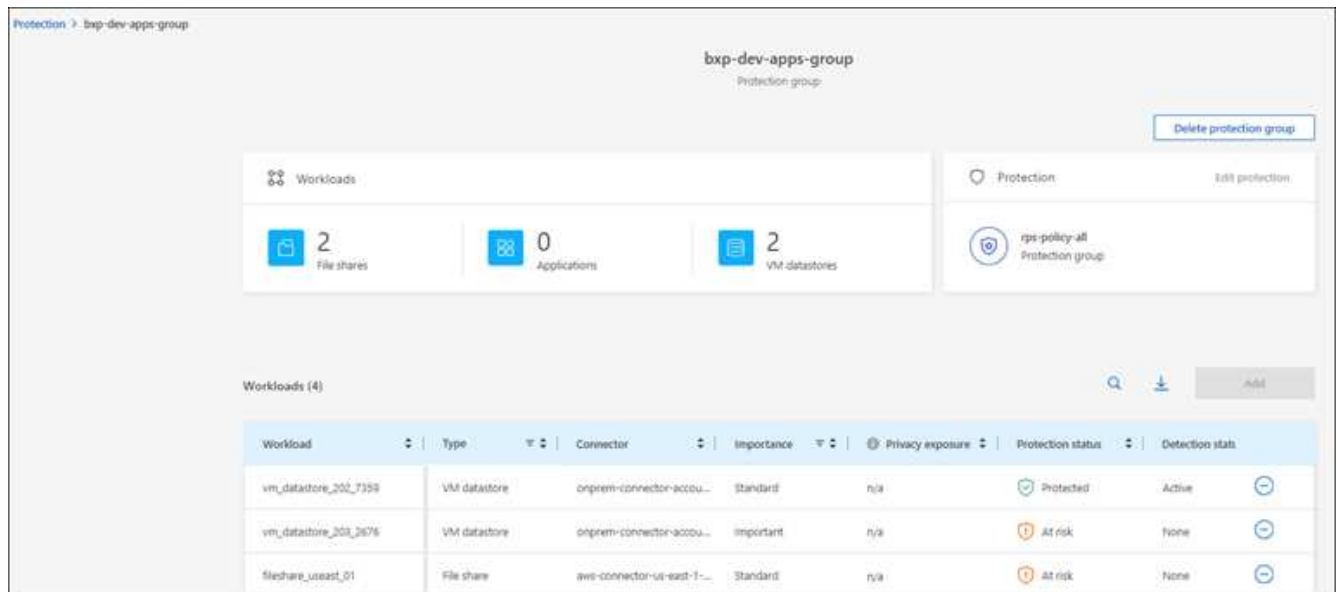 Protection > bxp-dev-apps-group
bxp-dev-apps-group
Protection group
Delete protection group
Workloads
Protection Edit protection
2 File shares
0 Applications
2 VM datastores
rps-policy-all
Protection group
Workloads (4)
Add
Workload Type Connector Importance Privacy exposure Protection status Detection stat
vm_datastore_202_7359 VM datastore onprem-connector-accou... Standard n/a Protected Active
vm_datastore_203_2676 VM datastore onprem-connector-accou... Important n/a At risk None
fileshare_useast_01 File share aws-connector-us-east-1-... Standard n/a At risk None